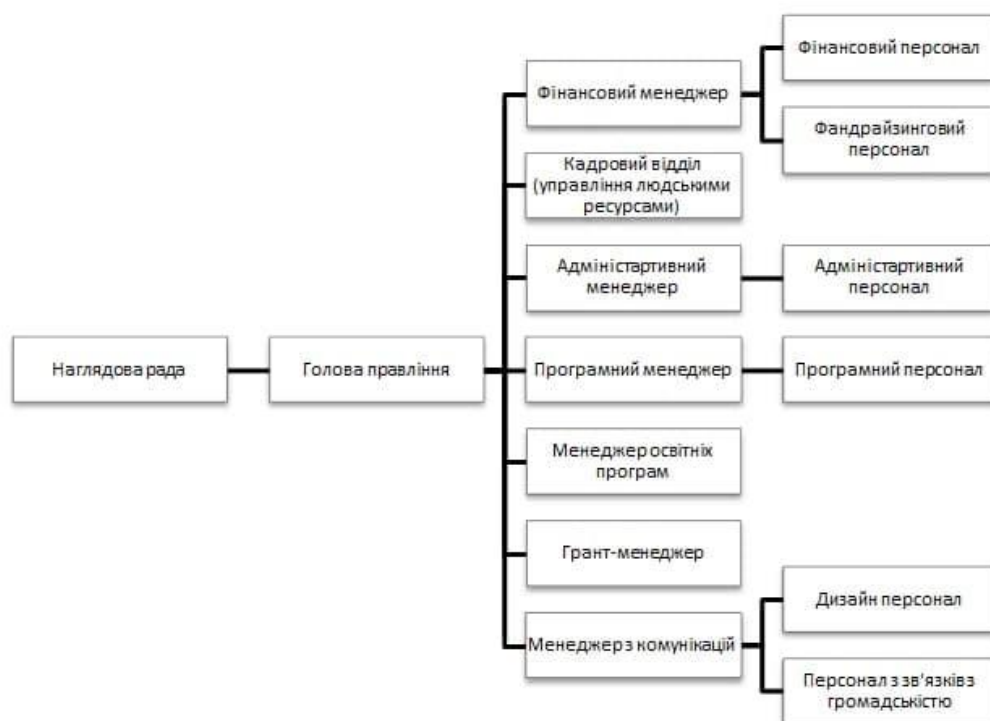 Наглядова рада
Голова правління
Фінансовий менеджер
Фінансовий персонал
Фандрайзинговий
персонал
Кадровий відділ
(управління людськими
ресурсами)
Адміністартивний
менеджер
Адміністартивний
персонал
Програмний менеджер
Програмний персонал
Менеджер освітніх
програм
Грант-менеджер
Менеджер з комунікацій
Дизайн персонал
Персонал з зв'язків з
громадськістю